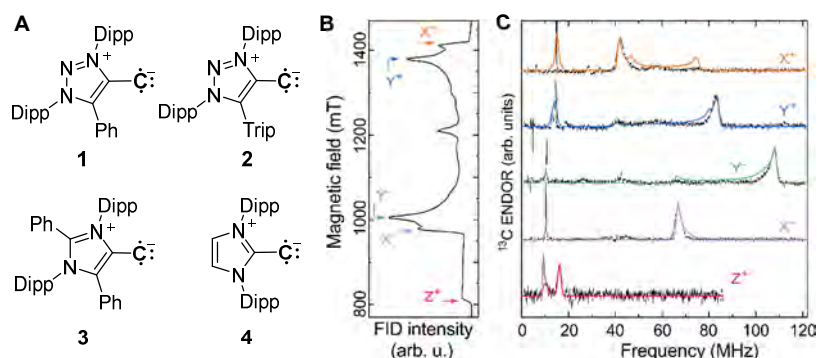 A
Dipp
N
+
N
N
C:
−
Dipp
Ph
1
Dipp
N
+
N
N
C:
−
Dipp
Trip
2
Dipp
Ph
N
+
N
C:
−
Dipp
Ph
3
Dipp
N
+
N
C:
−
Dipp
4
B
Magnetic field (mT)
1400
1200
1000
800
X⁺
Y⁺
Y⁻
X⁻
Z⁺
FID intensity
(arb. u.)
C
¹³C ENDOR (arb. units)
X⁺
Y⁺
Y⁻
X⁻
Z⁺
0 20 40 60 80 100 120
Frequency (MHz)